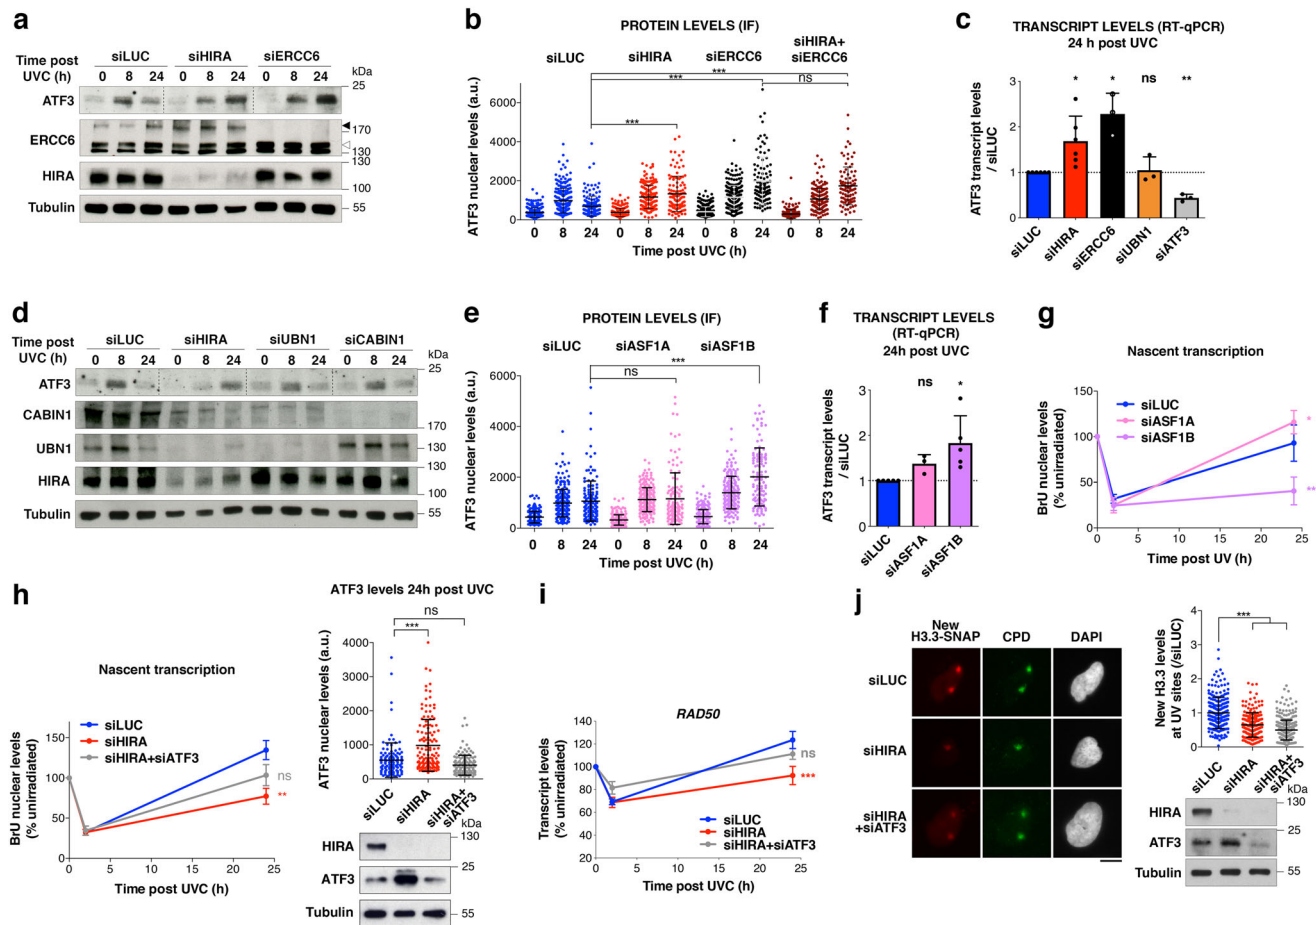 a
Time post
UVC (h)
siLUC siHIRA siERCC6
0 8 24 0 8 24 0 8 24
kDa
ATF3
25
ERCC6
170
130
HIRA
130
100
Tubulin
55
b
PROTEIN LEVELS (IF)
siLUC siHIRA siERCC6 siHIRA+
siERCC6
***
***
ns
***
ATF3 nuclear levels (a.u.)
6000
4000
2000
1000
0
0 8 24 0 8 24 0 8 24 0 8 24
Time post UVC (h)
c
TRANSCRIPT LEVELS (RT-qPCR)
24 h post UVC
* * ns **
ATF3 transcript levels
/ siLUC
3
2
1
0
siLUC
siHIRA
siERCC6
siUBN1
siATF3
d
Time post
UVC (h)
siLUC siHIRA siUBN1 siCABIN1
0 8 24 0 8 24 0 8 24 0 8 24
kDa
ATF3
25
CABIN1
170
UBN1
130
HIRA
130
100
Tubulin
55
e
PROTEIN LEVELS (IF)
siLUC siASF1A siASF1B
***
ns
ATF3 nuclear levels (a.u.)
6000
4000
2000
1000
0
0 8 24 0 8 24 0 8 24
Time post UVC (h)
f
TRANSCRIPT LEVELS
(RT-qPCR)
24h post UVC
ns *
ATF3 transcript levels
/siLUC
3
2
1
0
siLUC
siASF1A
siASF1B
g
Nascent transcription
siLUC
siASF1A
siASF1B
BrU nuclear levels
(% unirradiated)
150
100
50
0
*
**
0 5 10 15 20 25
Time post UV (h)
h
Nascent transcription
siLUC
siHIRA
siHIRA+siATF3
BrU nuclear levels
(% unirradiated)
150
100
50
0
ns
**
0 5 10 15 20 25
Time post UVC (h)
ATF3 levels 24h post UVC
ns
***
ATF3 nuclear levels (a.u.)
4000
3000
2000
1000
0
siLUC
siHIRA
siHIRA+
siATF3
kDa
HIRA
130
ATF3
25
Tubulin
55
i
RAD50
Transcript levels
(% unirradiated)
140
120
100
80
60
40
20
ns
***
siLUC
siHIRA
siHIRA+siATF3
0 5 10 15 20 25
Time post UVC (h)
j
New
H3.3-SNAP CPD DAPI
siLUC
siHIRA
siHIRA
+siATF3
***
New H3.3 levels
at UV sites (/siLUC)
4
3
2
1
0
siLUC
siHIRA
siHIRA+
siATF3
kDa
HIRA
130
ATF3
25
Tubulin
55